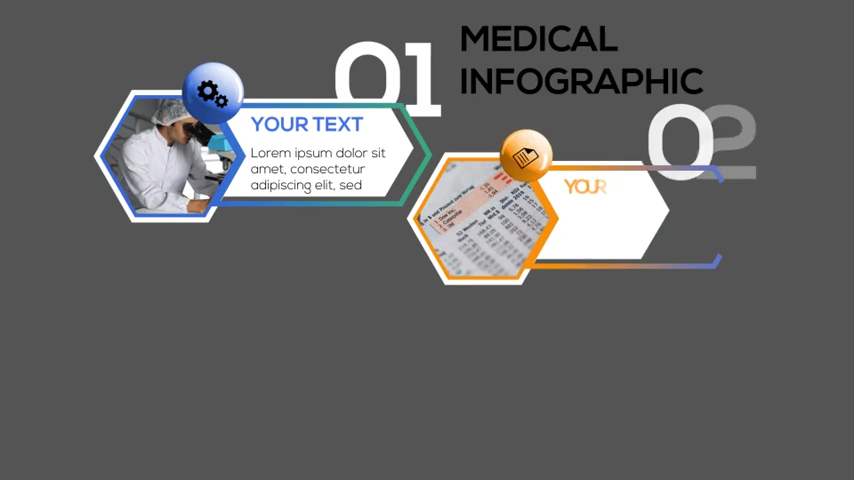 MEDICAL
INFOGRAPHIC
01
YOUR TEXT
Lorem ipsum dolor sit
amet, consectetur
adipiscing elit, sed
02
YOUR